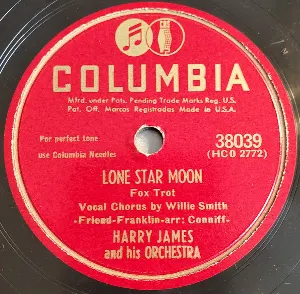 COLUMBIA
Mfrd. under Pats. Pending Trade Marks Reg. U.S.
Pat. Off. Marcas Registradas Made in U.S.A.
For perfect tone
use Columbia Needles
38039
(HCO 2772)
LONE STAR MOON
Fox Trot
Vocal Chorus by Willie Smith
-Friend-Franklin-arr: Conniff-
HARRY JAMES
and his ORCHESTRA